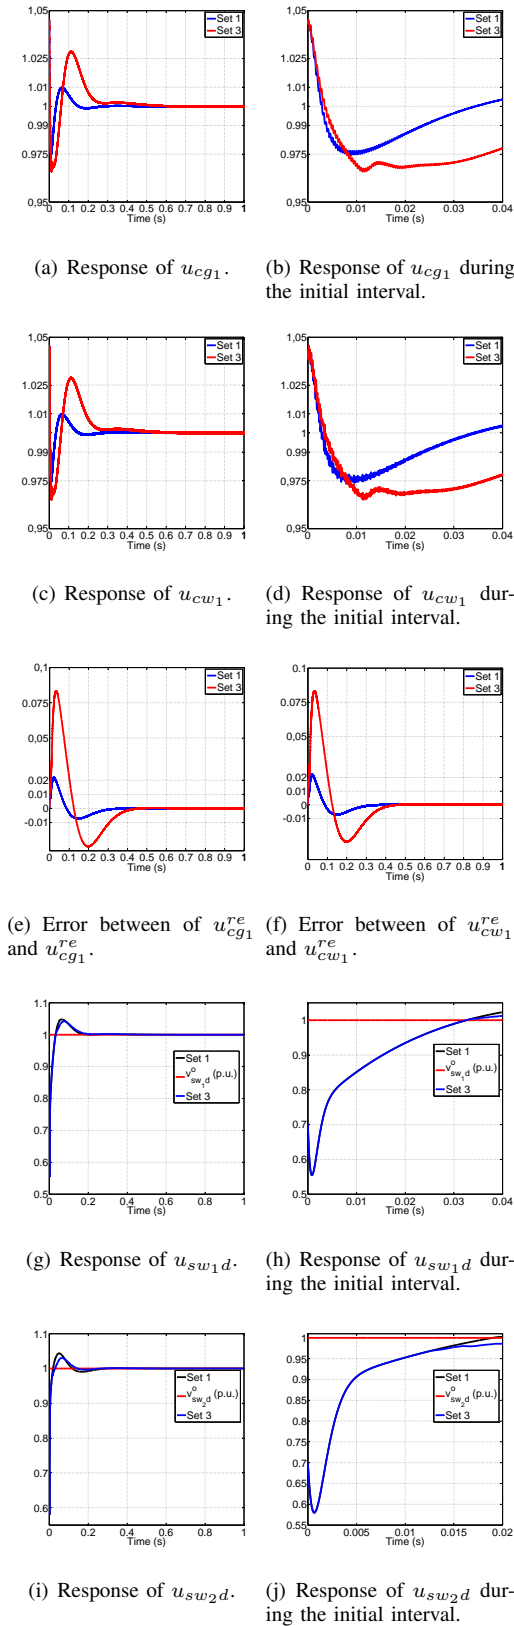 1.05
1.025
1.01
1
0.99
0.975
0,95
0 0.1 0.2 0.3 0.4 0.5 0.6 0.7 0.8 0.9 1
Time (s)
Set 1
Set 3
1.05
1.025
1.01
1
0.99
0.975
0,95
0 0.01 0.02 0.03 0.04
Time (s)
Set 1
Set 3
(a) Response of u_{cg_1}.
(b) Response of u_{cg_1} during
the initial interval.
1.05
1.025
1.01
1
0.99
0.975
0,95
0 0.1 0.2 0.3 0.4 0.5 0.6 0.7 0.8 0.9 1
Time (s)
Set 1
Set 3
1.05
1.025
1.01
1
0.99
0.975
0,95
0 0.01 0.02 0.03 0.04
Time (s)
Set 1
Set 3
(c) Response of u_{cw_1}.
(d) Response of u_{cw_1} dur-
ing the initial interval.
0.1
0.075
0,05
0.02
0.01
0
-0.01
0 0.1 0.2 0.3 0.4 0.5 0.6 0.7 0.8 0.9 1
Time (s)
Set 1
Set 3
0.1
0.075
0,05
0.02
0.01
0
-0.01
0 0.1 0.2 0.3 0.4 0.5 0.6 0.7 0.8 0.9 1
Time (s)
Set 1
Set 3
(e) Error between of u^{re}_{cg_1}
and u^{re}_{cg_1}.
(f) Error between of u^{re}_{cw_1}
and u^{re}_{cw_1}.
1.1
1
0.9
0.8
0.7
0.6
0.5
0 0.2 0.4 0.6 0.8 1
Time (s)
Set 1
v^o_{sw_1d} (p.u.)
Set 3
1
0.9
0.8
0.7
0.6
0.5
0 0.01 0.02 0.03 0.04
Time (s)
Set 1
v^o_{sw_1d} (p.u.)
Set 3
(g) Response of u_{sw_1d}.
(h) Response of u_{sw_1d} dur-
ing the initial interval.
1.1
1
0.9
0.8
0.7
0.6
0 0.2 0.4 0.6 0.8 1
Time (s)
Set 1
v^o_{sw_2d} (p.u.)
Set 3
1
0.95
0.9
0.85
0.8
0.75
0.7
0.65
0.6
0.55
0 0.005 0.01 0.015 0.02
Time (s)
Set 1
v^o_{sw_2d} (p.u.)
Set 3
(i) Response of u_{sw_2d}.
(j) Response of u_{sw_2d} dur-
ing the initial interval.